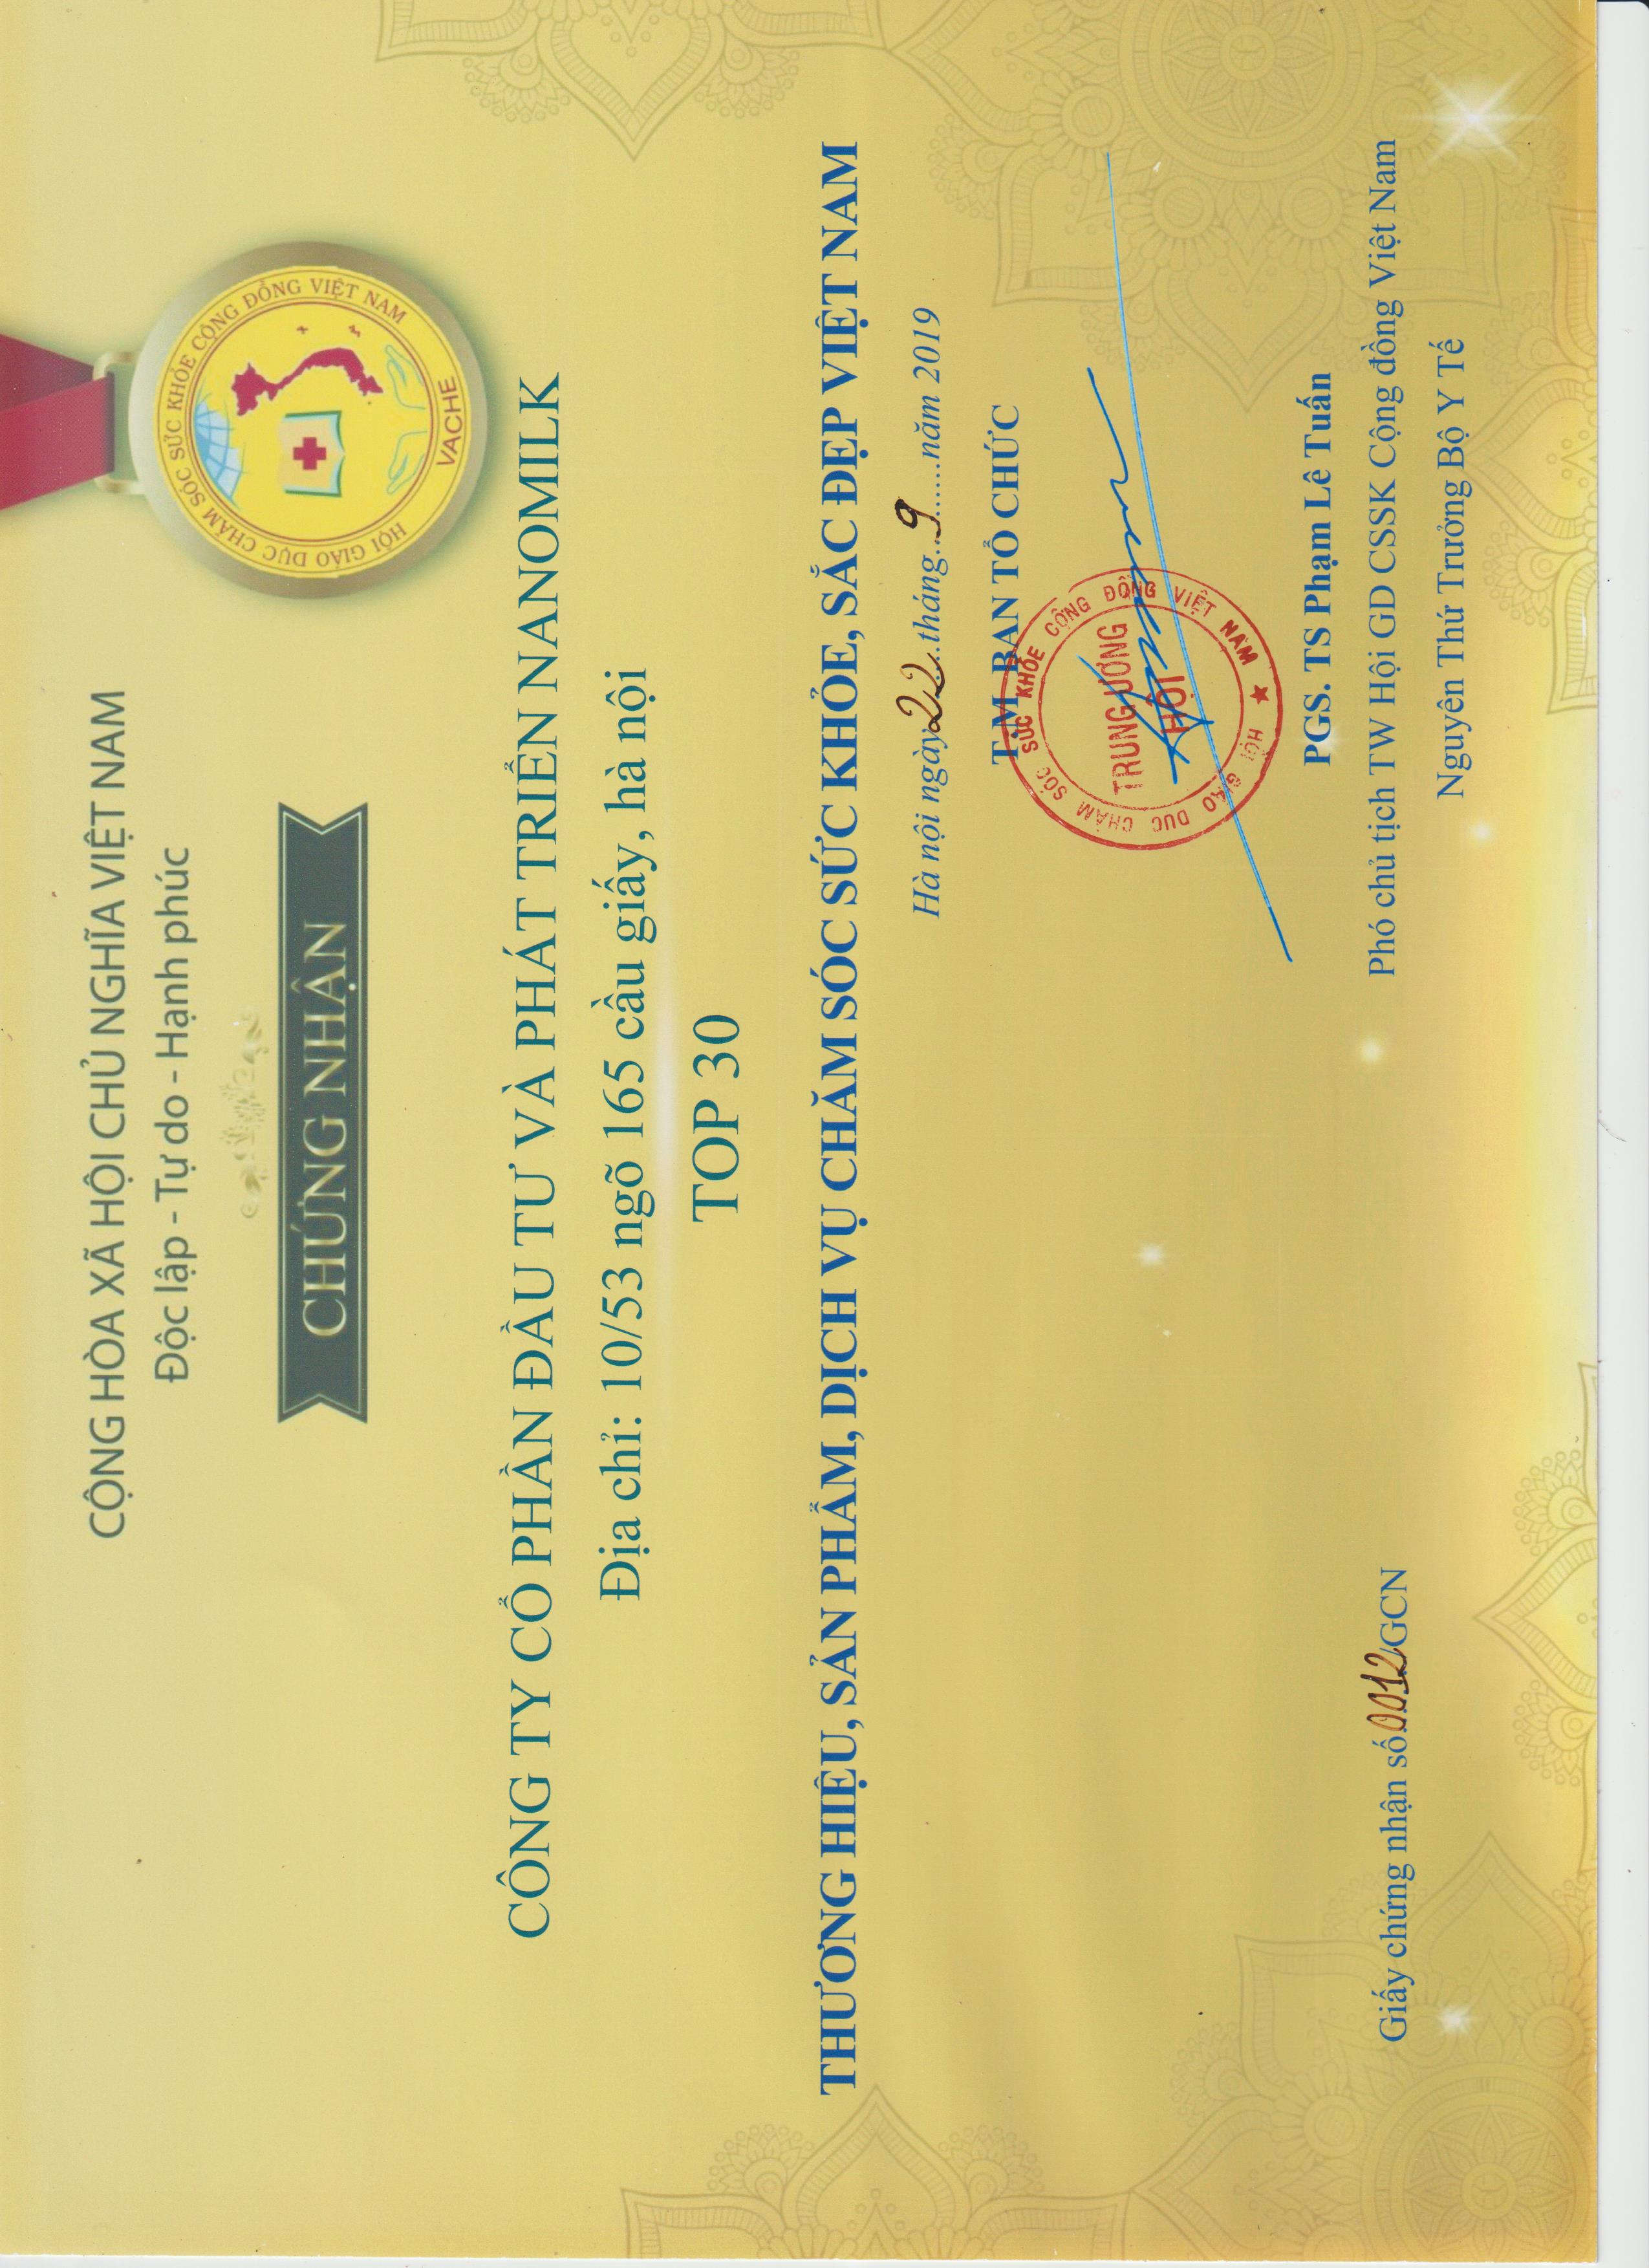 CỘNG HÒA XÃ HỘI CHỦ NGHĨA VIỆT NAM
Độc lập - Tự do - Hạnh phúc
HỘI GIÁO DỤC CHĂM SÓC SỨC KHỎE CỘNG ĐỒNG VIỆT NAM
VACHE
CHỨNG NHẬN
CÔNG TY CỔ PHẦN ĐẦU TƯ VÀ PHÁT TRIỂN NANOMILK
Địa chỉ: 10/53 ngõ 165 cầu giấy, hà nội
TOP 30
THƯƠNG HIỆU, SẢN PHẨM, DỊCH VỤ CHĂM SÓC SỨC KHỎE, SẮC ĐẸP VIỆT NAM
Hà nội ngày 22...tháng..9......năm 2019
T.M BAN TỔ CHỨC
HỘI GIÁO DỤC CHĂM SÓC SỨC KHỎE CỘNG ĐỒNG VIỆT NAM ★
TRUNG ƯƠNG
HỘI
PGS. TS Phạm Lê Tuấn
Phó chủ tịch TW Hội GD CSSK Cộng đồng Việt Nam
Nguyên Thứ Trưởng Bộ Y Tế
Giấy chứng nhận số:0012/GCN